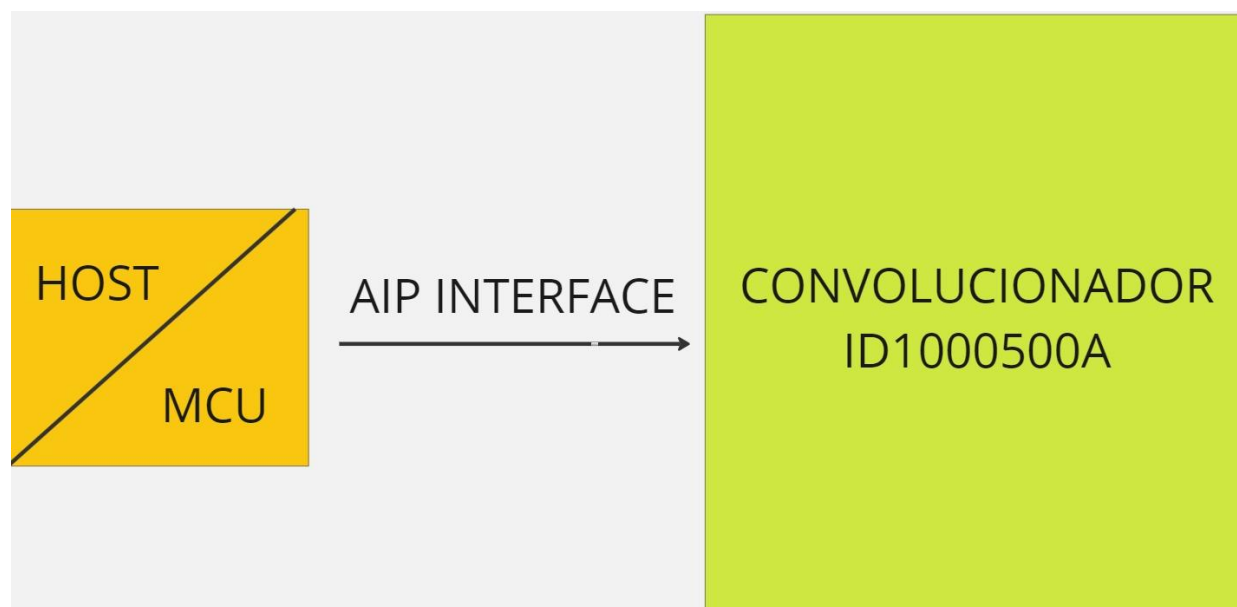 HOST
MCU
AIP INTERFACE
CONVOLUCIONADOR
ID1000500A